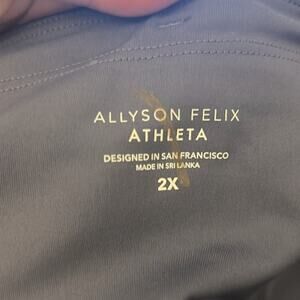 ALLYSON FELIX
ATHLETA
DESIGNED IN SAN FRANCISCO
MADE IN SRI LANKA
2X